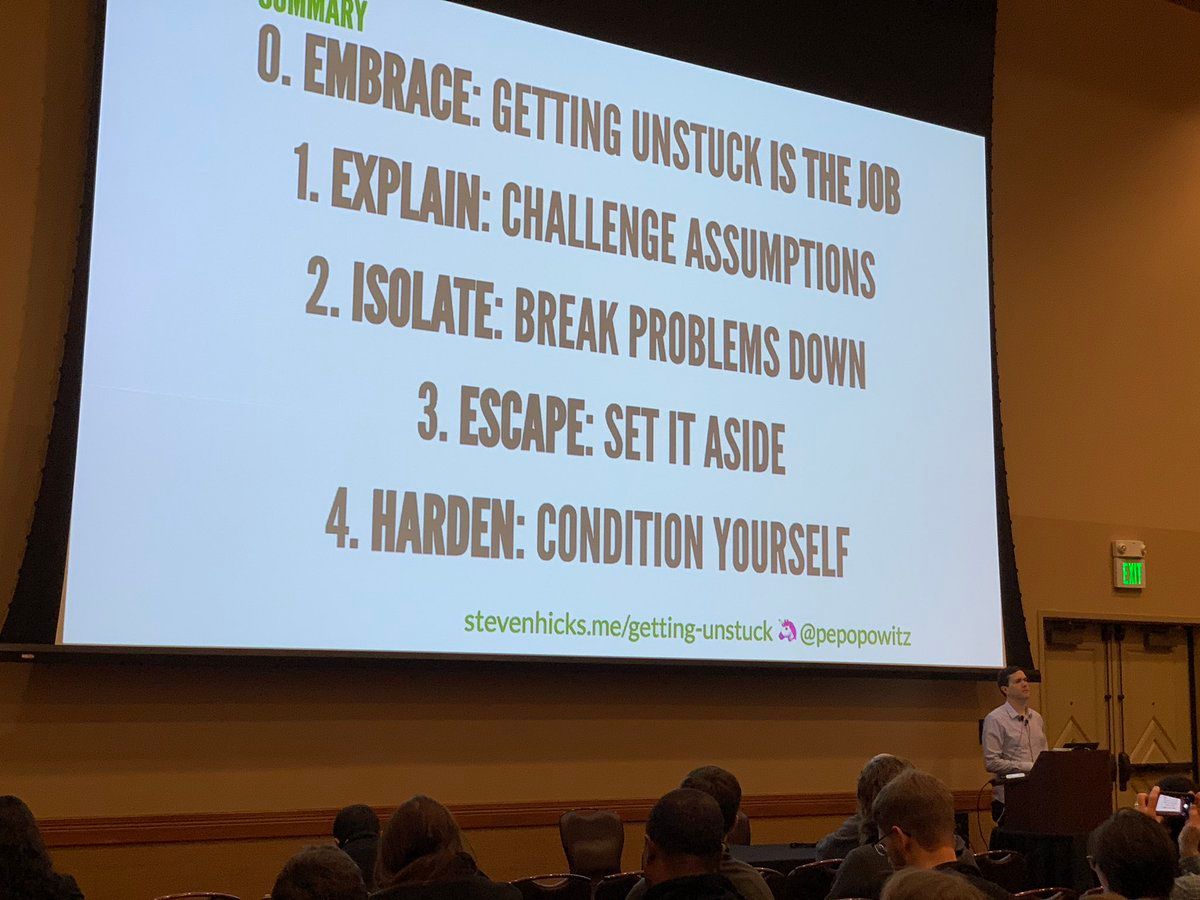 SUMMARY
0. EMBRACE: GETTING UNSTUCK IS THE JOB
1. EXPLAIN: CHALLENGE ASSUMPTIONS
2. ISOLATE: BREAK PROBLEMS DOWN
3. ESCAPE: SET IT ASIDE
4. HARDEN: CONDITION YOURSELF
stevenhicks.me/getting-unstuck 🦄 @pepopowitz
EXIT